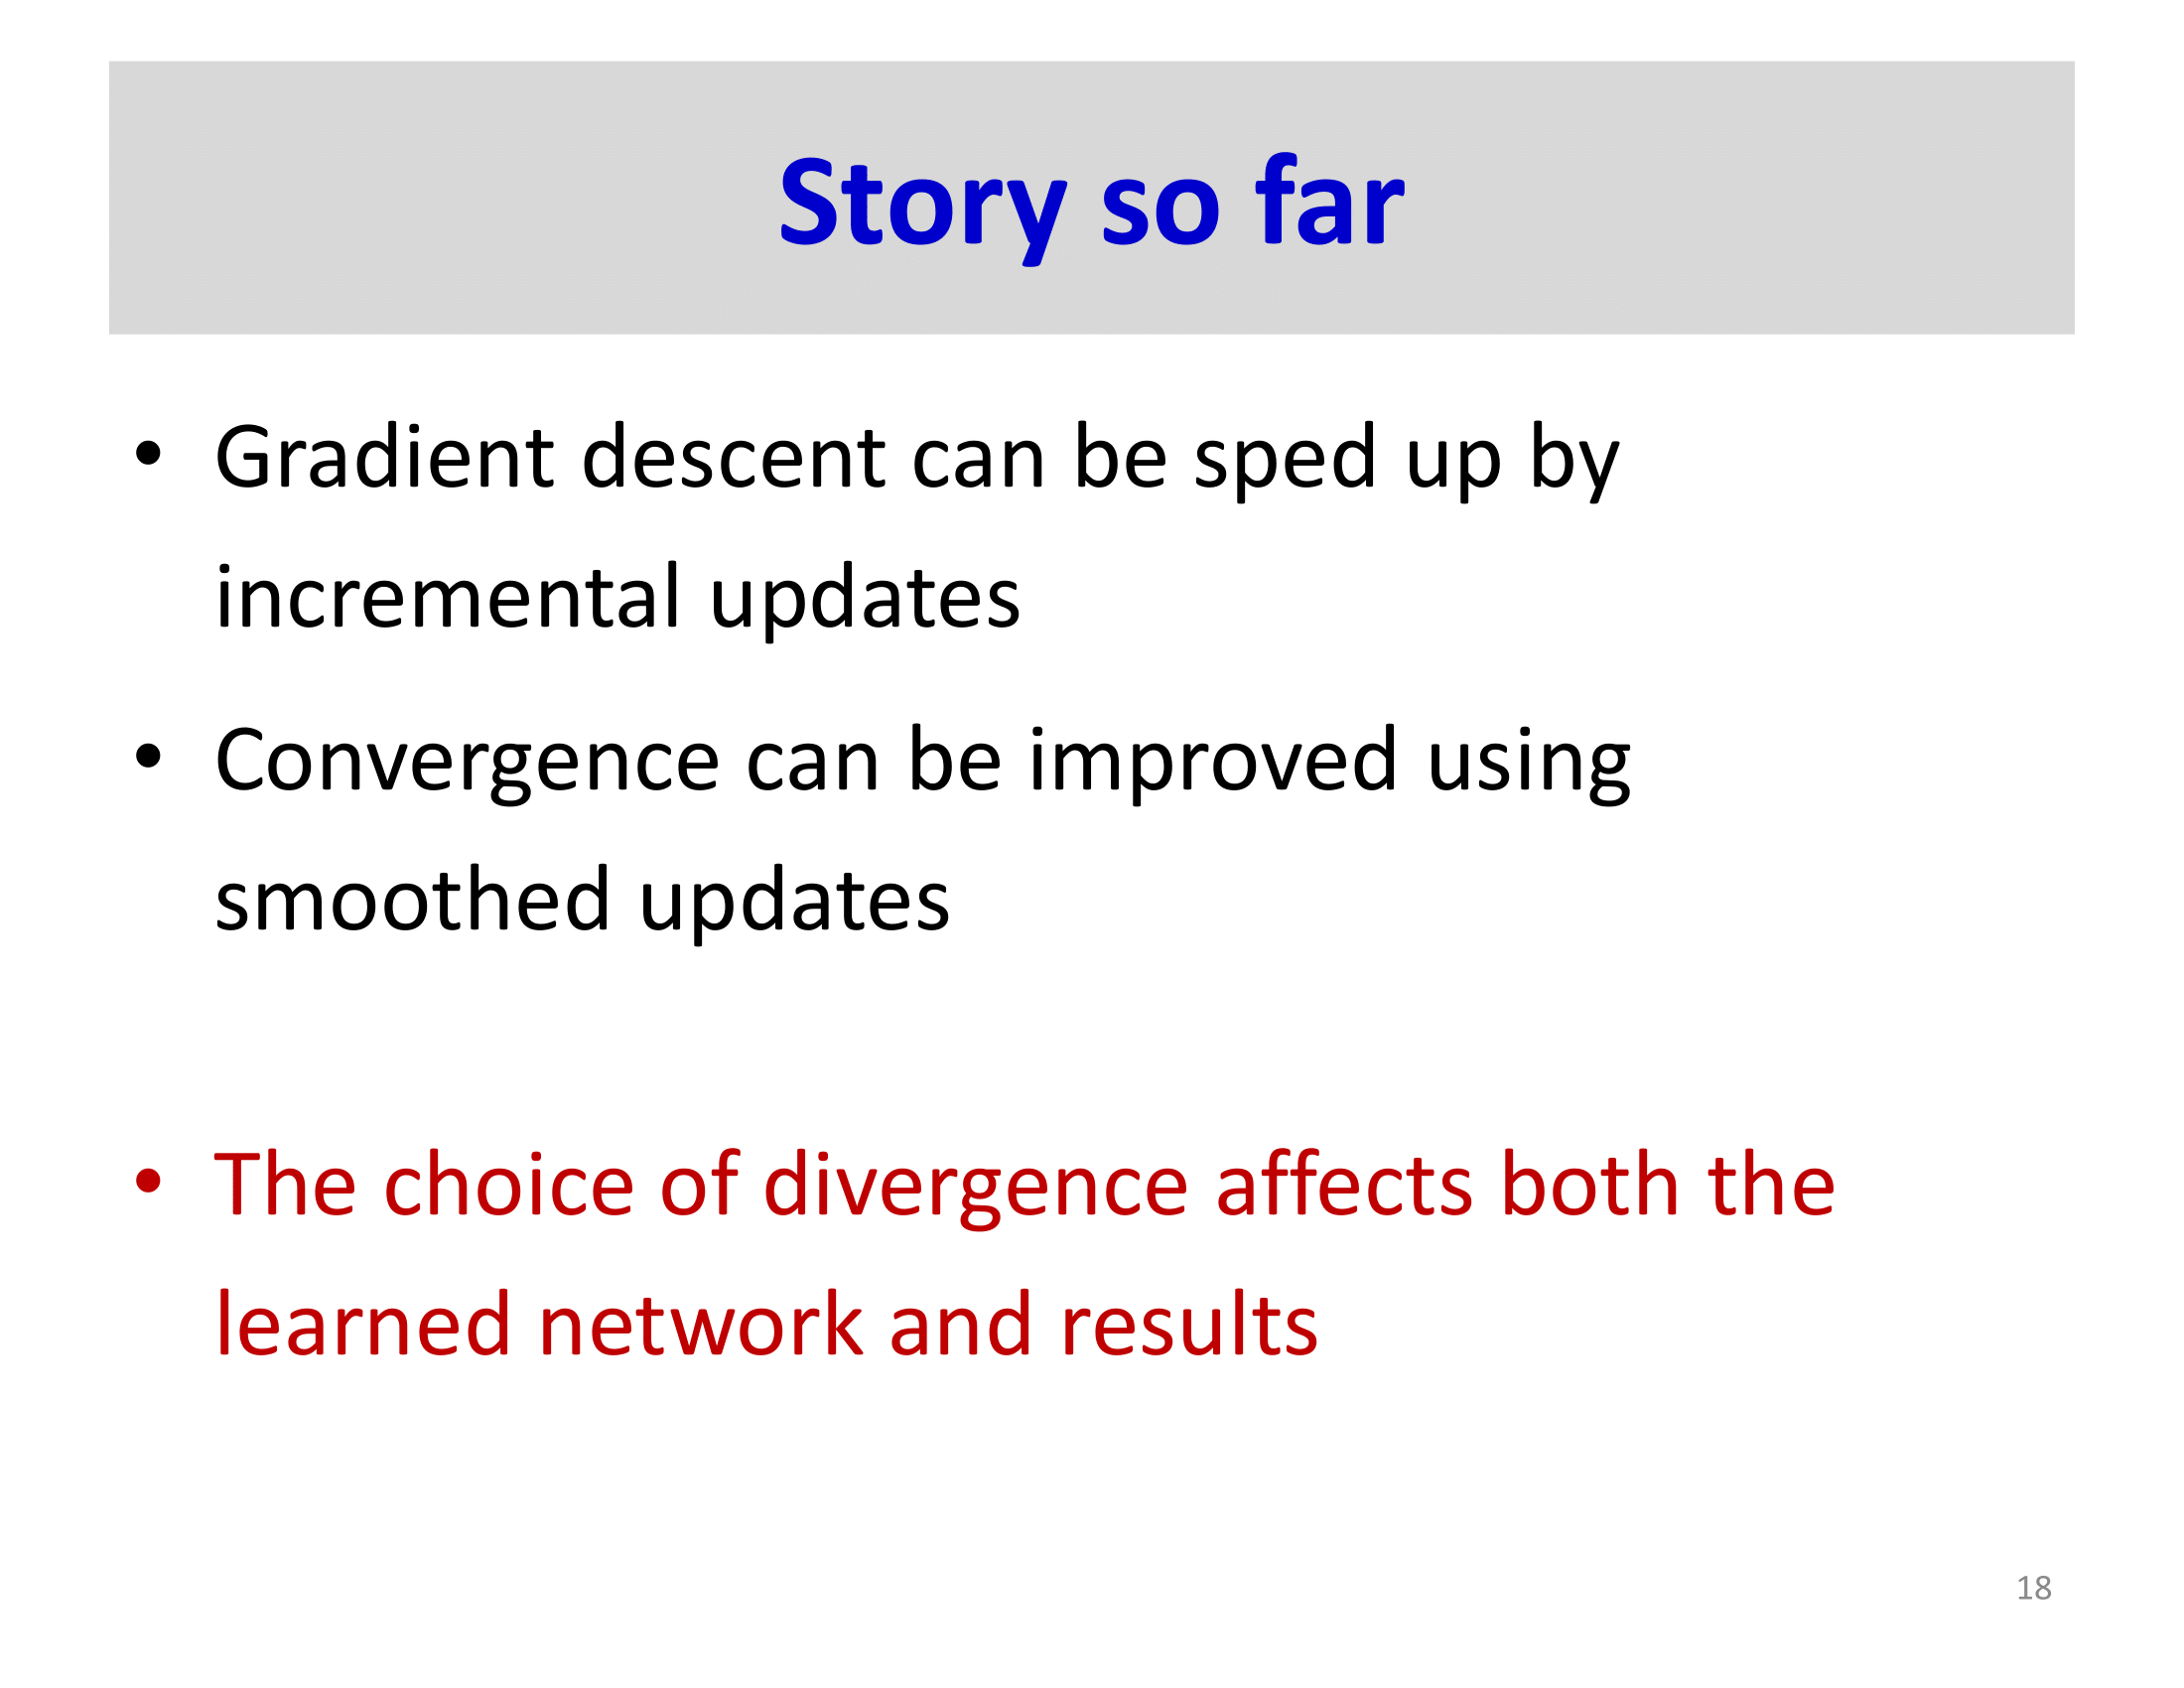 Story so far
• Gradient descent can be sped up by
incremental updates
• Convergence can be improved using
smoothed updates
• The choice of divergence affects both the
learned network and results
18